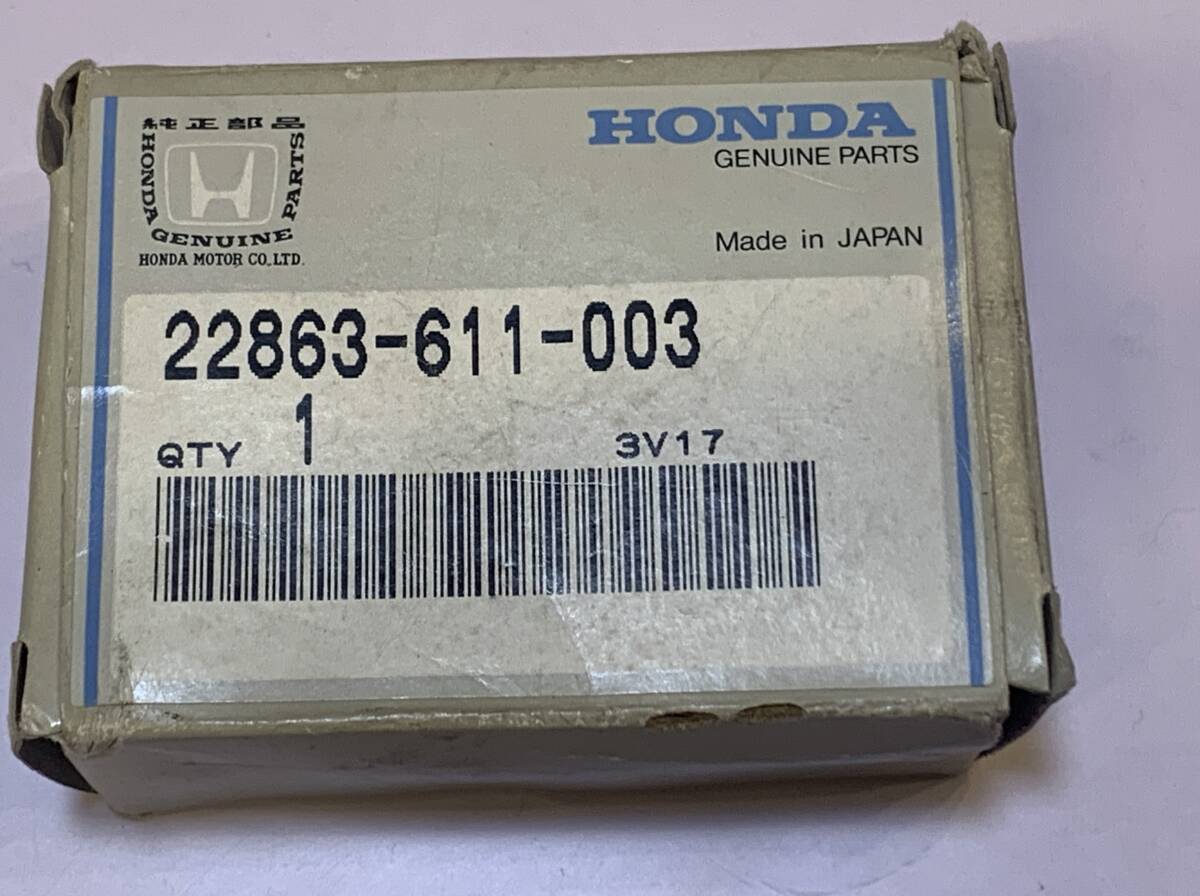 純正部品
HONDA GENUINE PARTS
HONDA MOTOR CO.,LTD.
HONDA
GENUINE PARTS
Made in JAPAN
22863-611-003
QTY 1 3V17